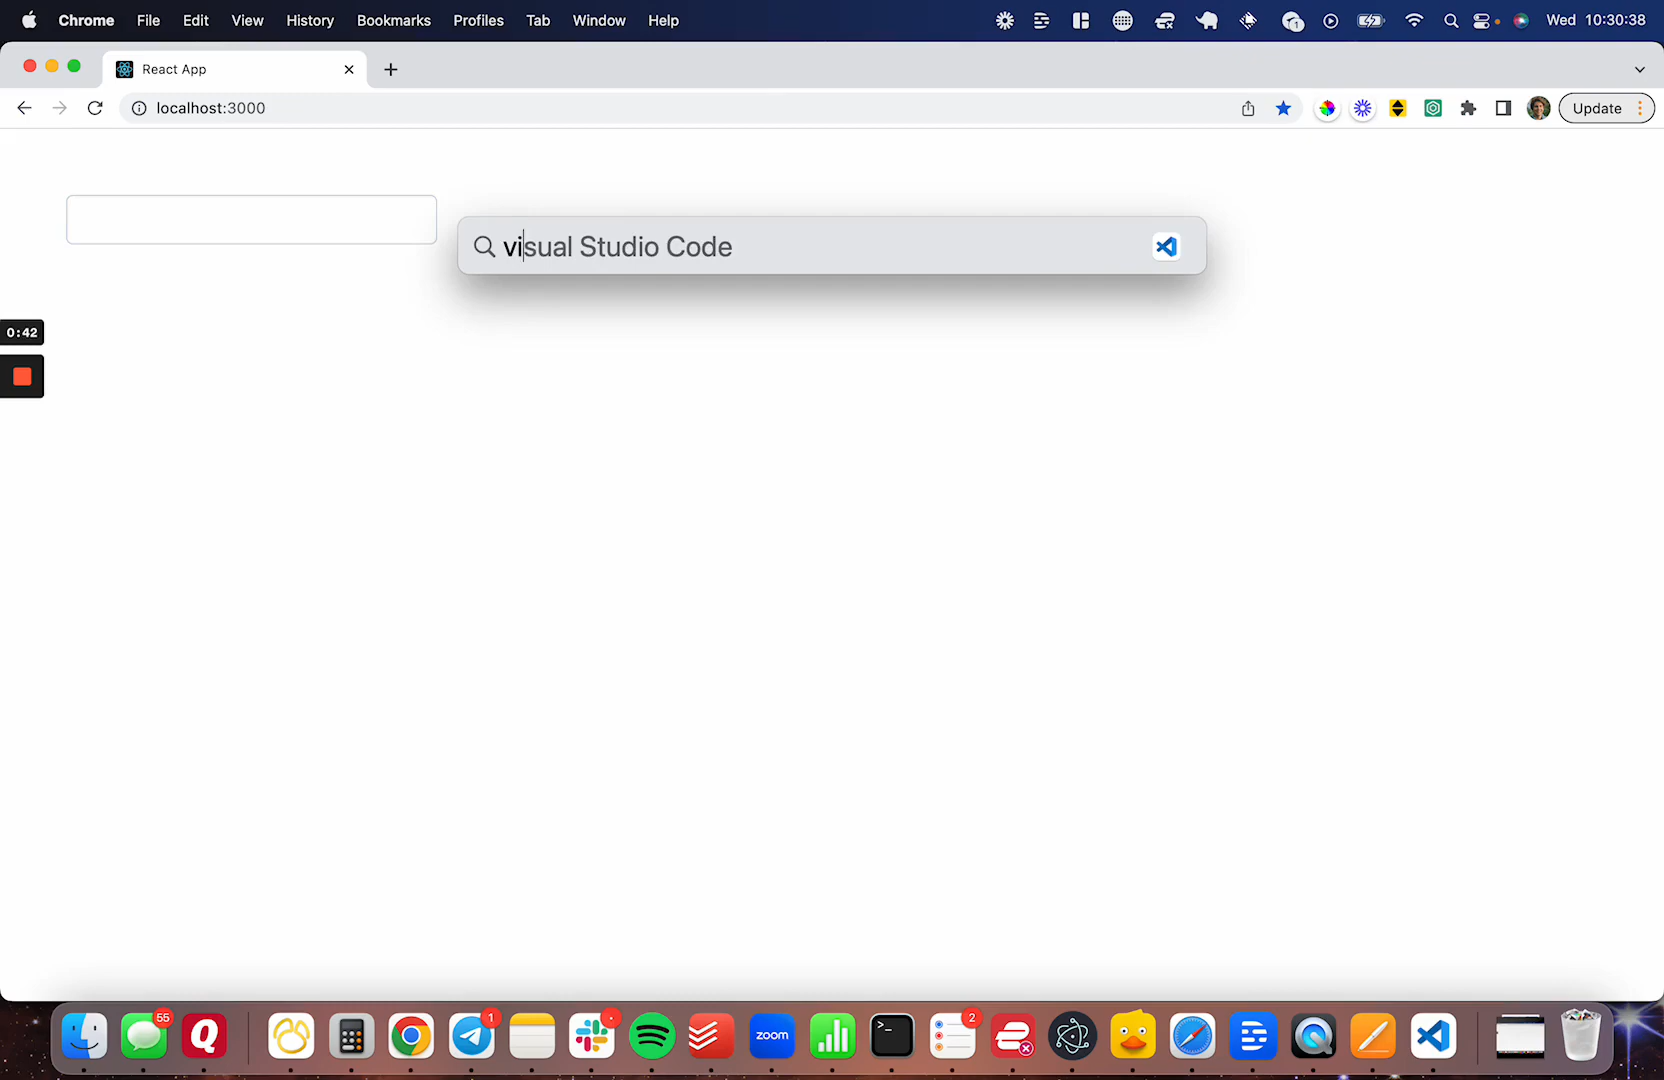 Chrome File Edit View History Bookmarks Profiles Tab Window Help
1
Wed 10:30:38
React App
localhost:3000
Update
visual Studio Code
0:42
55
1
2
Q
zoom
>_